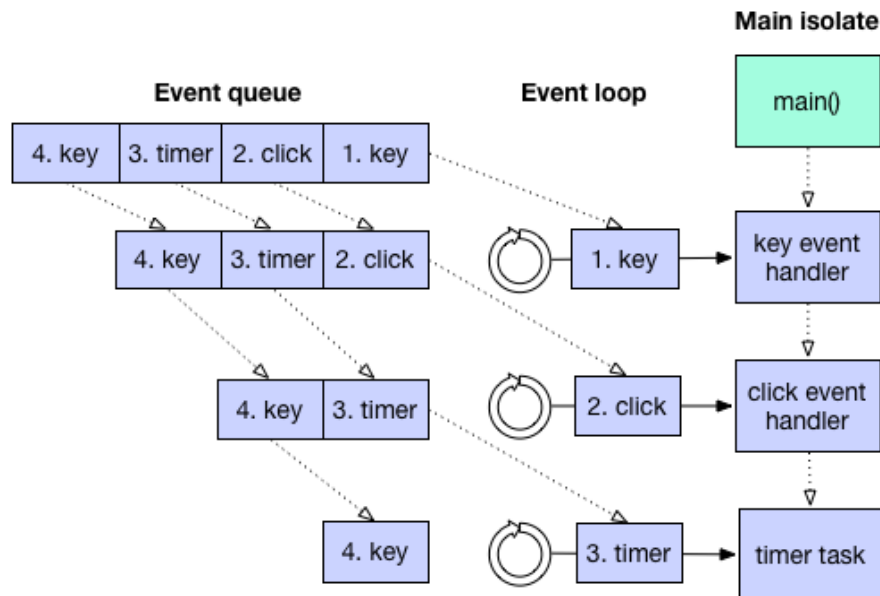 Main isolate
main()
Event queue
Event loop
4. key 3. timer 2. click 1. key
4. key 3. timer 2. click
1. key
key event
handler
4. key 3. timer
2. click
click event
handler
4. key
3. timer
timer task